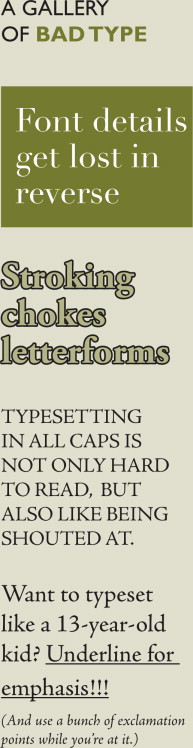 A GALLERY
OF BAD TYPE
Font details
get lost in
reverse
Stroking
chokes
letterforms
TYPESETTING
IN ALL CAPS IS
NOT ONLY HARD
TO READ, BUT
ALSO LIKE BEING
SHOUTED AT.
Want to typeset
like a 13-year-old
kid? Underline for
emphasis!!!
(And use a bunch of exclamation
points while you're at it.)